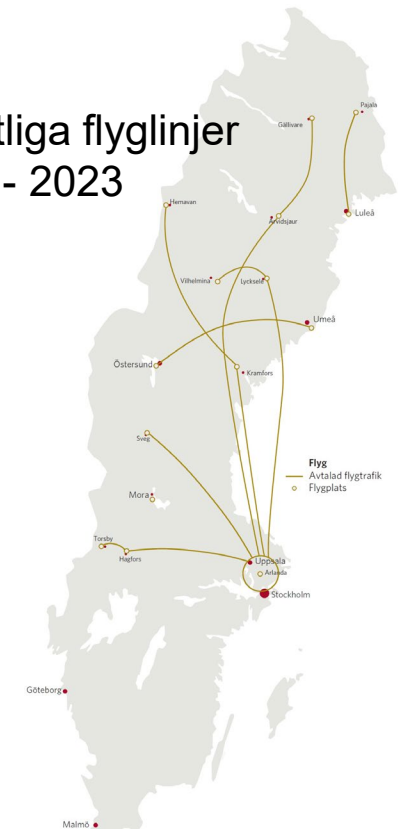 tliga flyglinjer
- 2023
Pajala
Gällivare
Hemavan
Arvidsjaur
Luleå
Vilhelmina
Lycksele
Umeå
Östersund
Kramfors
Sveg
Flyg
Avtalad flygtrafik
Flygplats
Mora
Torsby
Hagfors
Uppsala
Arlanda
Stockholm
Göteborg
Malmö